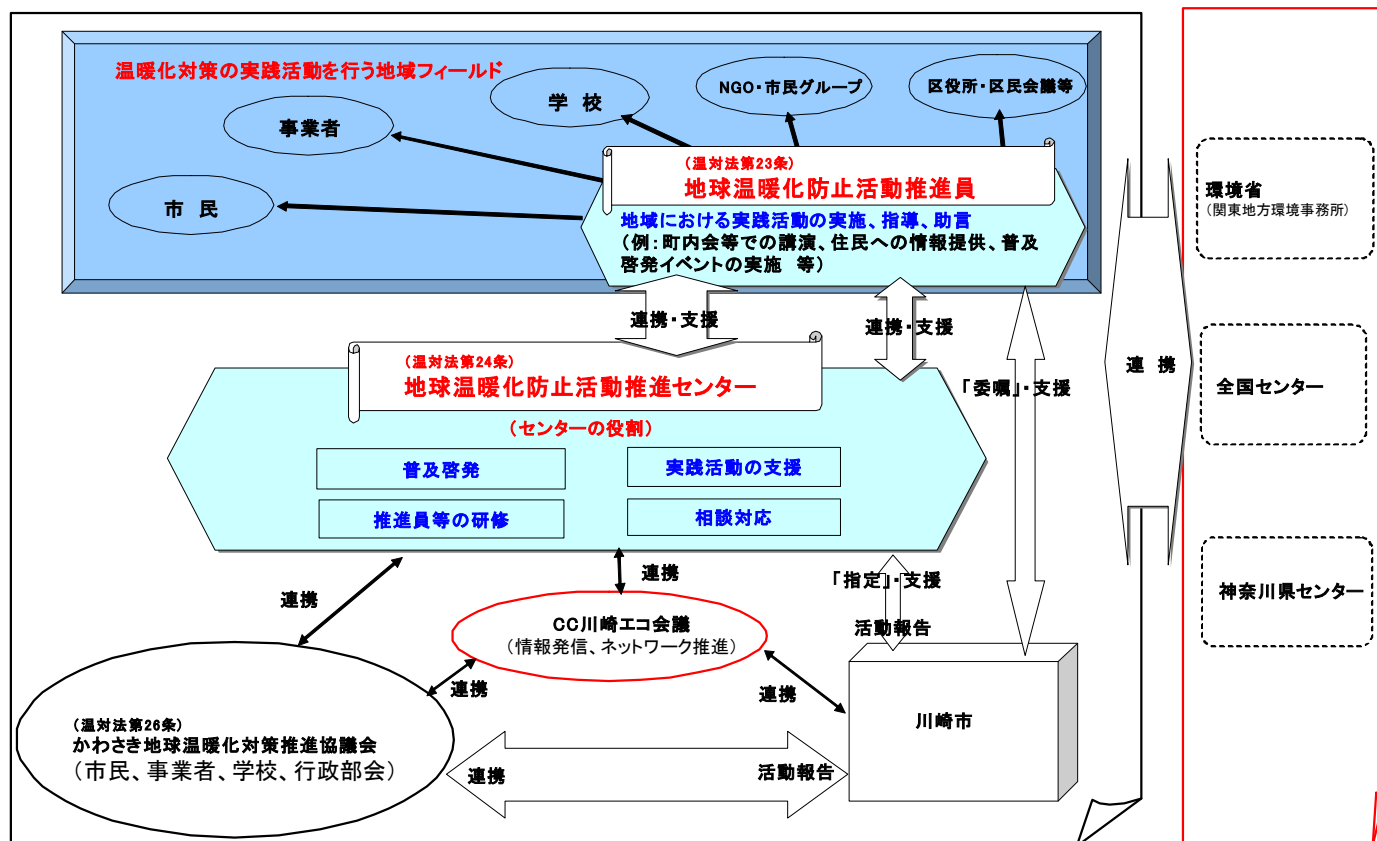 温暖化対策の実践活動を行う地域フィールド
学 校
NGO・市民グループ
区役所・区民会議等
事業者
市 民
(温対法第23条)
地球温暖化防止活動推進員
地域における実践活動の実施、指導、助言
(例:町内会等での講演、住民への情報提供、普及
啓発イベントの実施 等)
環境省
(関東地方環境事務所)
連携・支援
連携・支援
(温対法第24条)
地球温暖化防止活動推進センター
「委嘱」・支援
連 携
全国センター
(センターの役割)
普及啓発
実践活動の支援
推進員等の研修
相談対応
連携
連携
「指定」・支援
神奈川県センター
CC川崎エコ会議
(情報発信、ネットワーク推進)
活動報告
連携
連携
川崎市
(温対法第26条)
かわさき地球温暖化対策推進協議会
(市民、事業者、学校、行政部会)
連携
活動報告